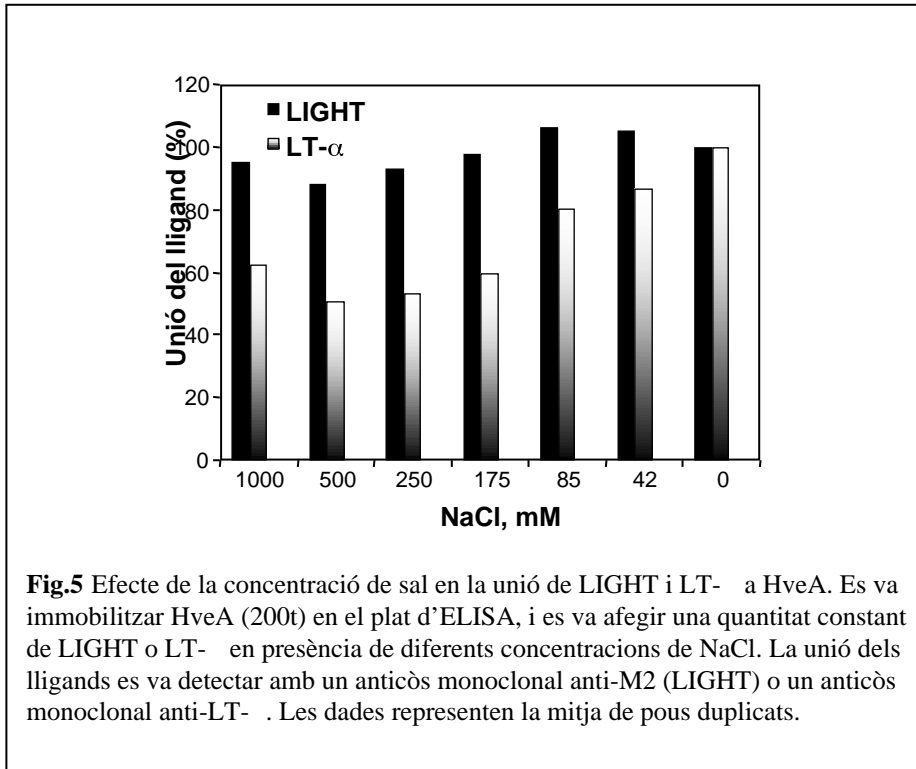 120
LIGHT
LT-α
100
80
60
40
20
0
Unió del lligand (%)
1000 500 250 175 85 42 0
NaCl, mM
Fig.5 Efecte de la concentració de sal en la unió de LIGHT i LT- a HveA. Es va
immobilitzar HveA (200t) en el plat d’ELISA, i es va afegir una quantitat constant
de LIGHT o LT- en presència de diferents concentracions de NaCl. La unió dels
lligands es va detectar amb un anticòs monoclonal anti-M2 (LIGHT) o un anticòs
monoclonal anti-LT- . Les dades representen la mitja de pous duplicats.